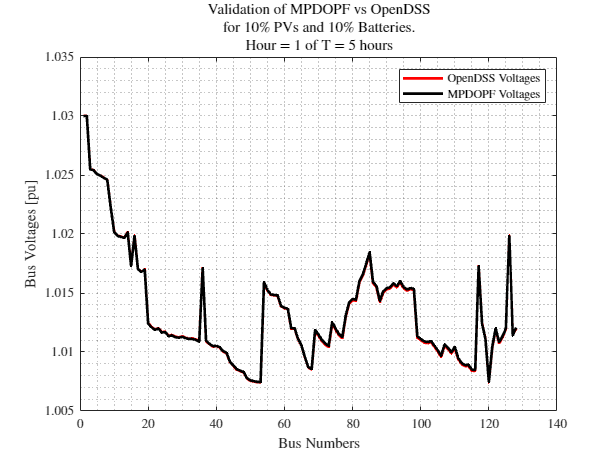 Validation of MPDOPF vs OpenDSS
for 10% PVs and 10% Batteries.
Hour = 1 of T = 5 hours
1.035
OpenDSS Voltages
MPDOPF Voltages
1.03
1.025
1.02
1.015
1.01
1.005
Bus Voltages [pu]
0 20 40 60 80 100 120 140
Bus Numbers